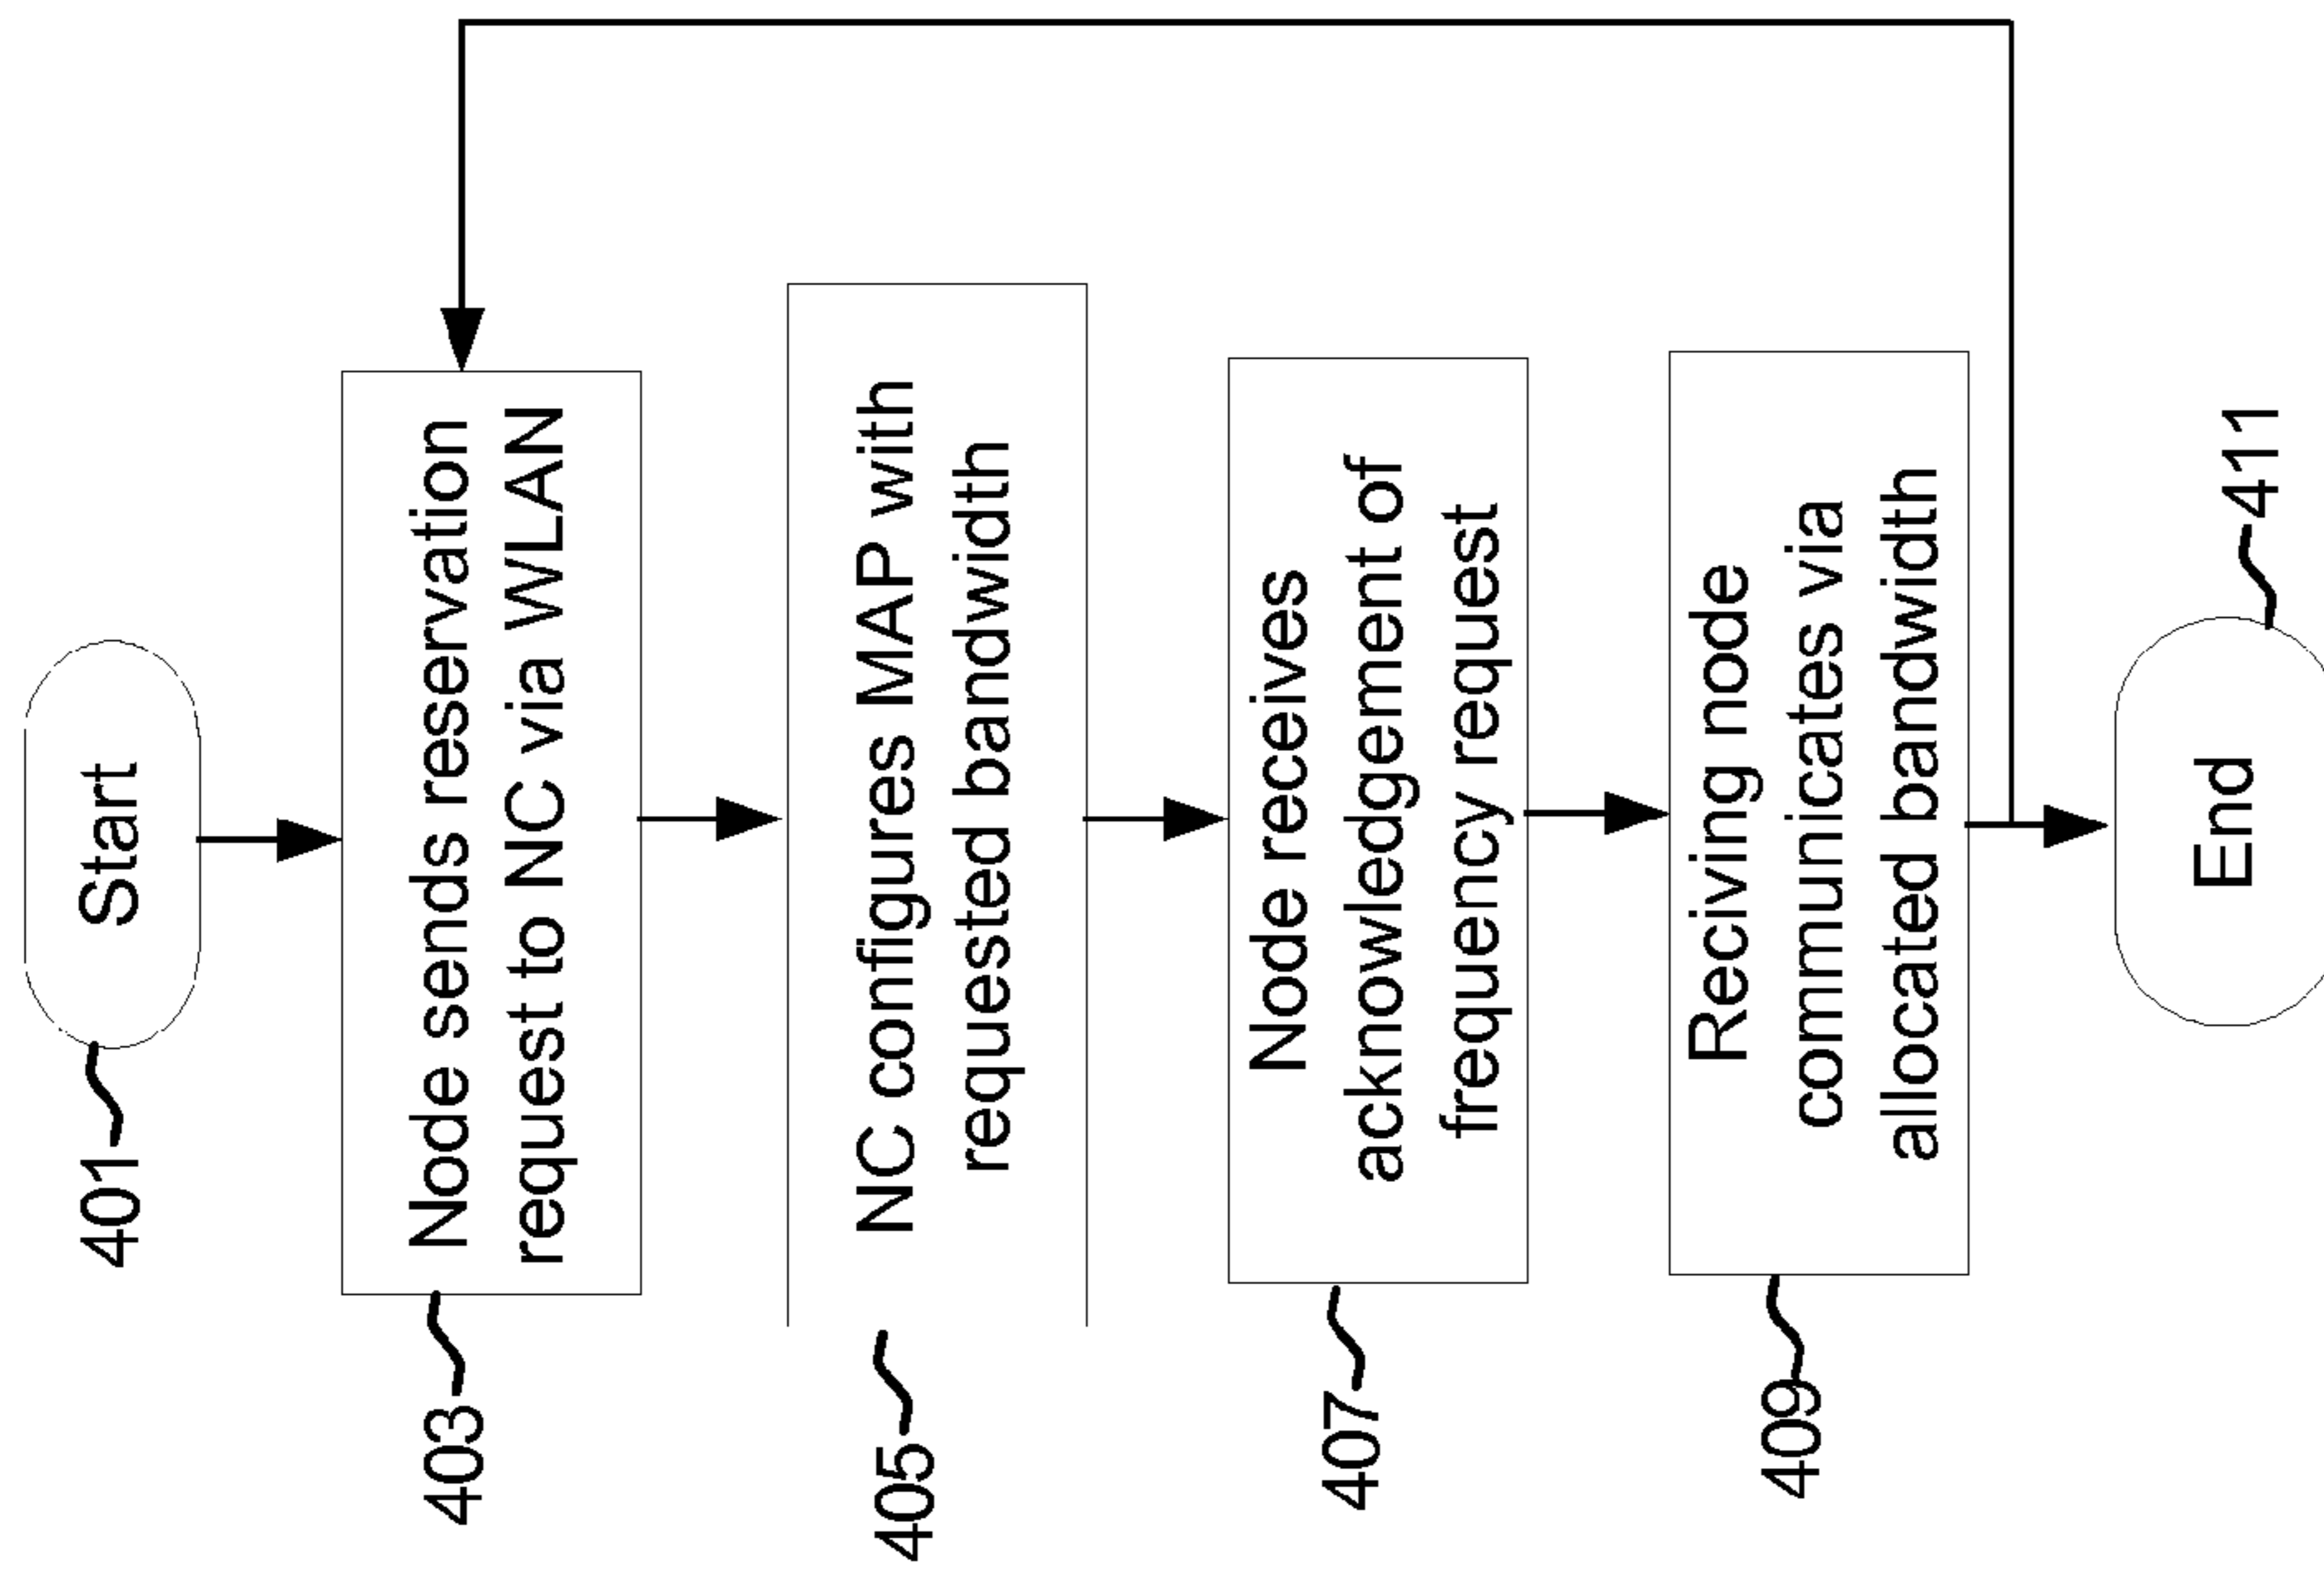 Start
401
Node sends reservation
request to NC via WLAN
403
NC configures MAP with
requested bandwidth
405
Node receives
acknowledgement of
frequency request
407
Reciving node
communicates via
allocated bandwidth
409
End
411